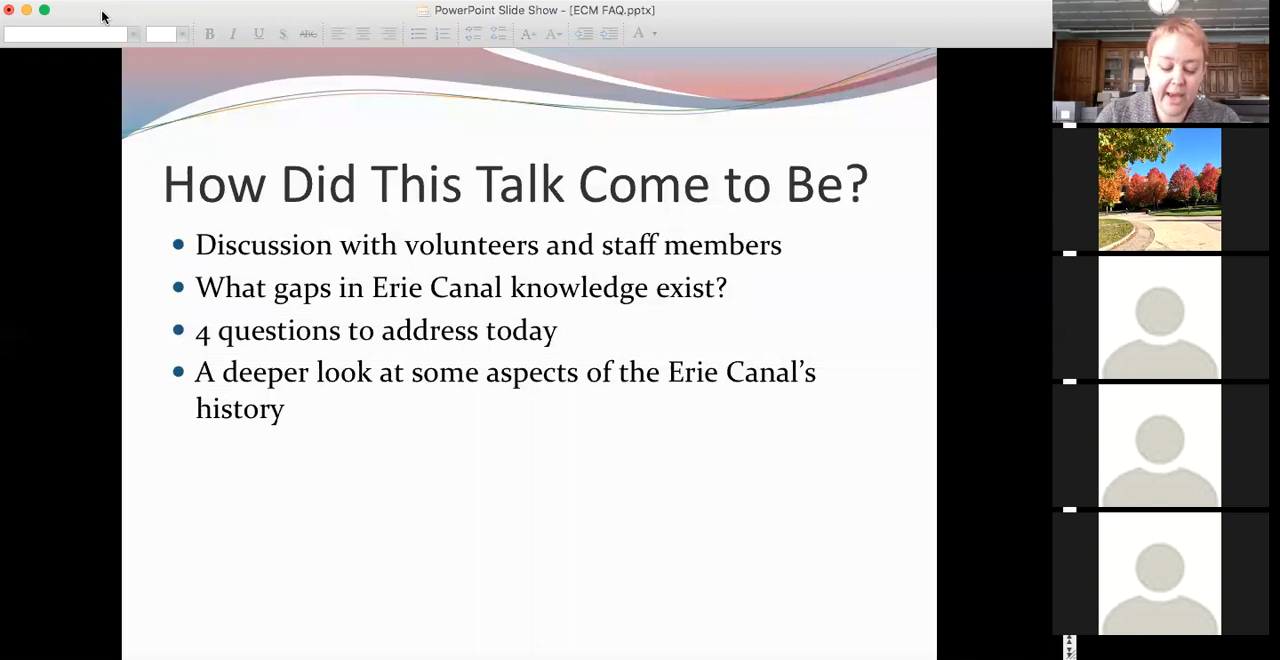 PowerPoint Slide Show - [ECM FAQ.pptx]
B I U S ABC A A A
How Did This Talk Come to Be?
• Discussion with volunteers and staff members
• What gaps in Erie Canal knowledge exist?
• 4 questions to address today
• A deeper look at some aspects of the Erie Canal’s
history